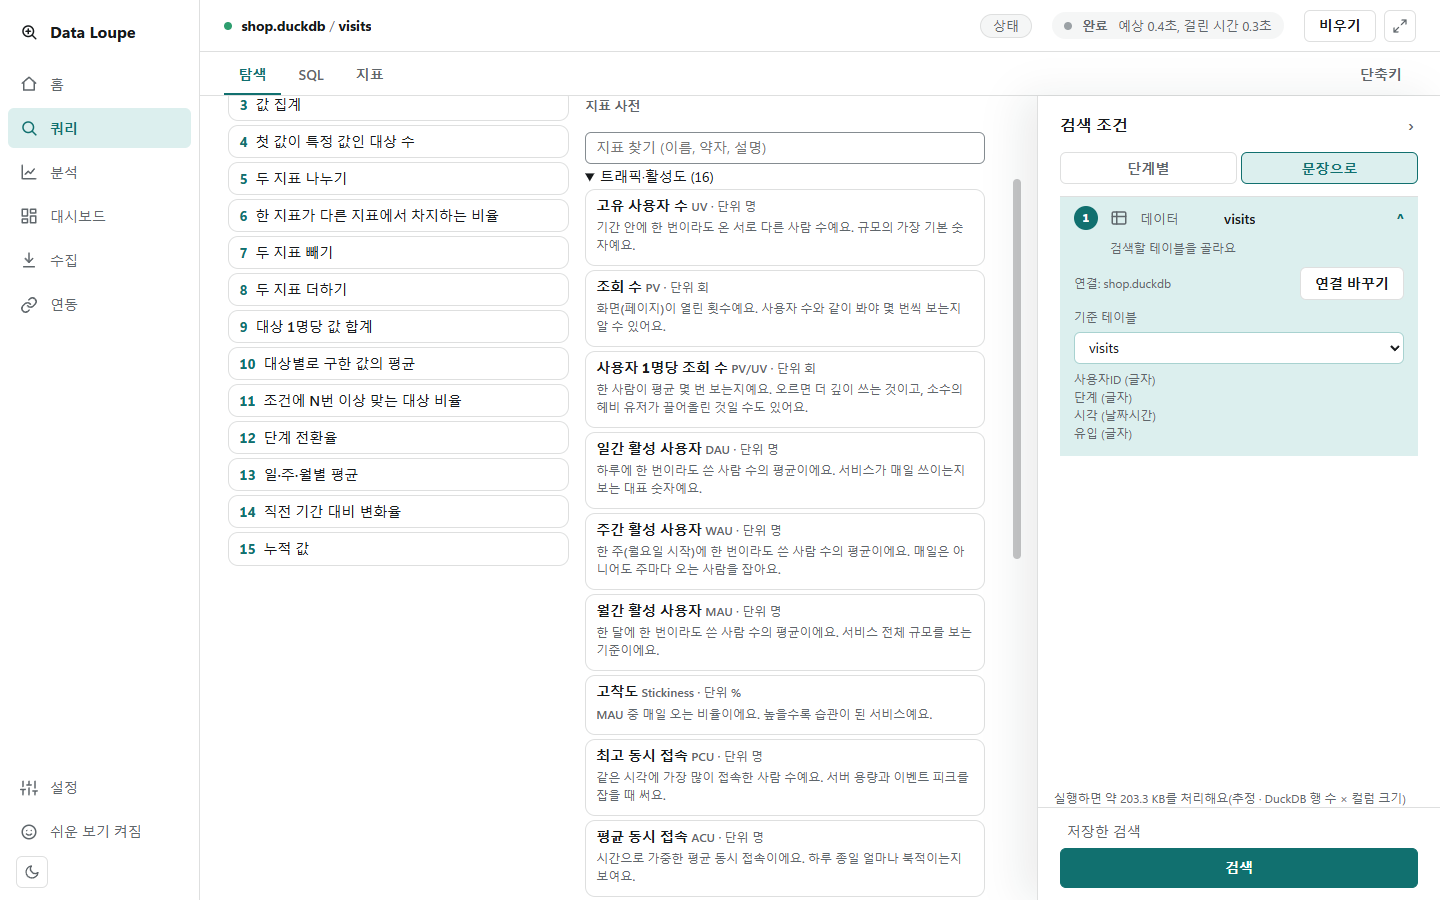 Data Loupe
홈
쿼리
분석
대시보드
수집
연동
설정
쉬운 보기 켜짐
shop.duckdb / visits
상태
완료 예상 0.4초, 걸린 시간 0.3초
비우기
탐색
SQL
지표
단축키
3 값 집계
4 첫 값이 특정 값인 대상 수
5 두 지표 나누기
6 한 지표가 다른 지표에서 차지하는 비율
7 두 지표 빼기
8 두 지표 더하기
9 대상 1명당 값 합계
10 대상별로 구한 값의 평균
11 조건에 N번 이상 맞는 대상 비율
12 단계 전환율
13 일·주·월별 평균
14 직전 기간 대비 변화율
15 누적 값
지표 사전
지표 찾기 (이름, 약자, 설명)
▼ 트래픽·활성도 (16)
고유 사용자 수 UV · 단위 명
기간 안에 한 번이라도 온 서로 다른 사람 수예요. 규모의 가장 기본 숫
자예요.
조회 수 PV · 단위 회
화면(페이지)이 열린 횟수예요. 사용자 수와 같이 봐야 몇 번씩 보는지
알 수 있어요.
사용자 1명당 조회 수 PV/UV · 단위 회
한 사람이 평균 몇 번 보는지예요. 오르면 더 깊이 쓰는 것이고, 소수의
헤비 유저가 끌어올린 것일 수도 있어요.
일간 활성 사용자 DAU · 단위 명
하루에 한 번이라도 쓴 사람 수의 평균이에요. 서비스가 매일 쓰이는지
보는 대표 숫자예요.
주간 활성 사용자 WAU · 단위 명
한 주(월요일 시작)에 한 번이라도 쓴 사람 수의 평균이에요. 매일은 아
니어도 주마다 오는 사람을 잡아요.
월간 활성 사용자 MAU · 단위 명
한 달에 한 번이라도 쓴 사람 수의 평균이에요. 서비스 전체 규모를 보는
기준이에요.
고착도 Stickiness · 단위 %
MAU 중 매일 오는 비율이에요. 높을수록 습관이 된 서비스예요.
최고 동시 접속 PCU · 단위 명
같은 시각에 가장 많이 접속한 사람 수예요. 서버 용량과 이벤트 피크를
잡을 때 써요.
평균 동시 접속 ACU · 단위 명
시간으로 가중한 평균 동시 접속이에요. 하루 종일 얼마나 북적이는지
보여요.
검색 조건
단계별
문장으로
1 데이터 visits
검색할 테이블을 골라요
연결: shop.duckdb
연결 바꾸기
기준 테이블
visits
사용자ID (글자)
단계 (글자)
시각 (날짜시간)
유입 (글자)
실행하면 약 203.3 KB를 처리해요(추정 · DuckDB 행 수 × 컬럼 크기)
저장한 검색
검색